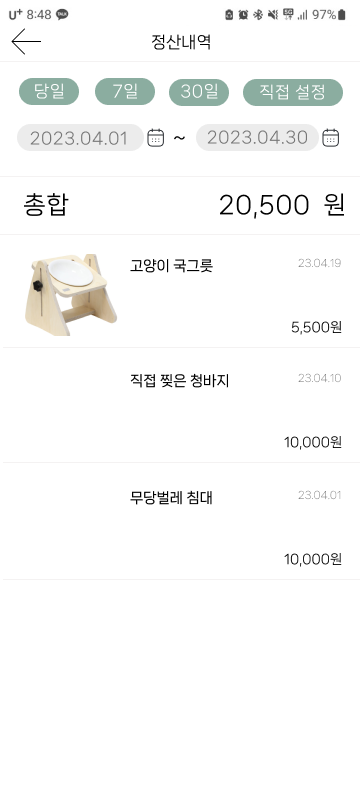 U+ 8:48 TALK 5G 97%
정산내역
당일 7일 30일 직접 설정
2023.04.01 ~ 2023.04.30
총합 20,500 원
고양이 국그릇 23.04.19
5,500원
직접 찢은 청바지 23.04.10
10,000원
무당벌레 침대 23.04.01
10,000원